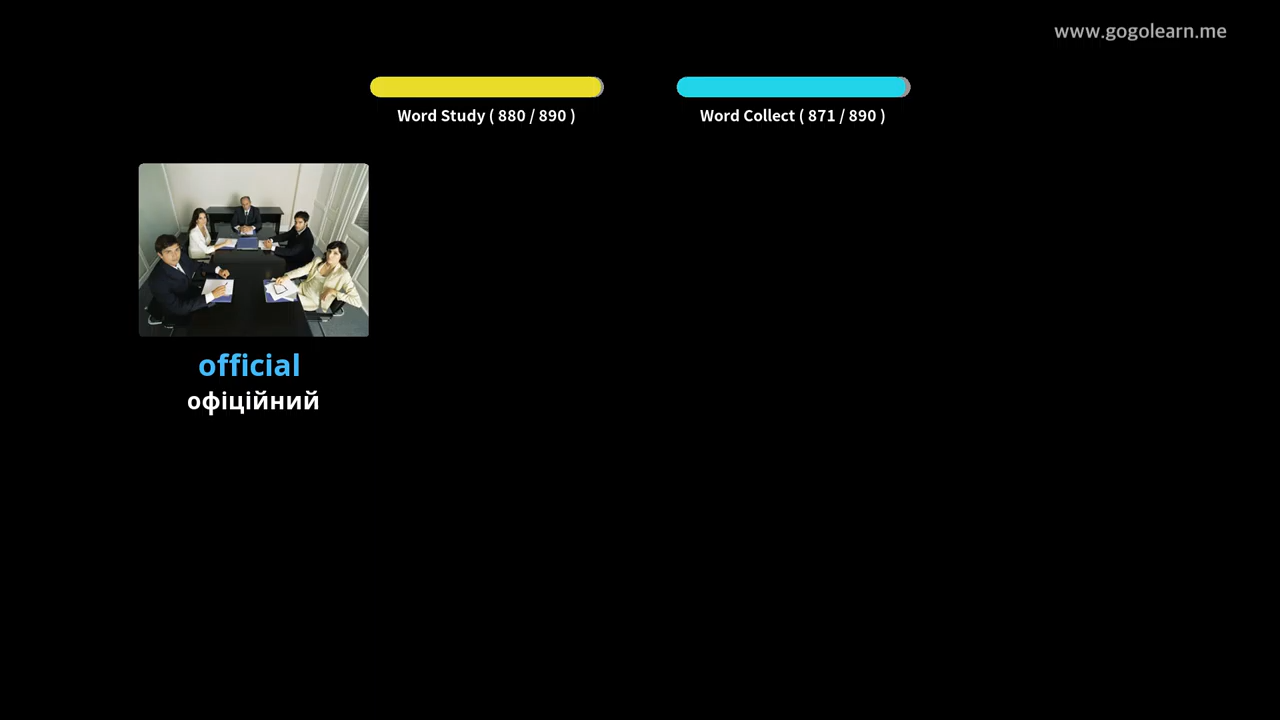 www.gogolearn.me
Word Study ( 880 / 890 )
Word Collect ( 871 / 890 )
official
офіційний